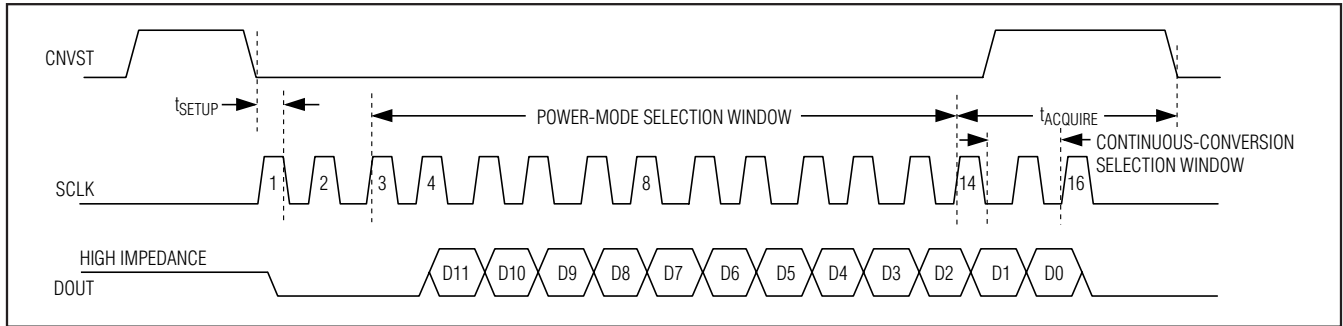 CNVST
tSETUP
POWER-MODE SELECTION WINDOW
tACQUIRE
CONTINUOUS-CONVERSION
SELECTION WINDOW
SCLK
1 2 3 4 8 14 16
HIGH IMPEDANCE
DOUT
D11 D10 D9 D8 D7 D6 D5 D4 D3 D2 D1 D0